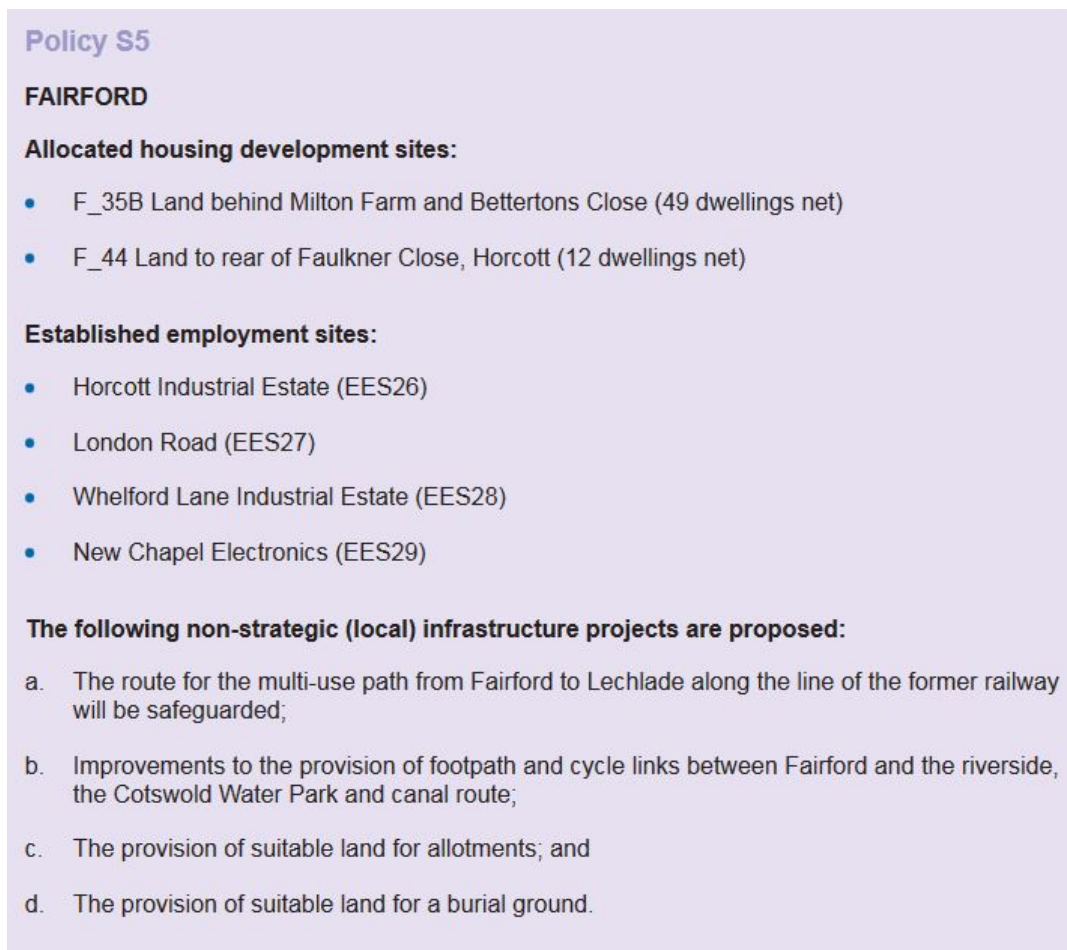 Policy S5
FAIRFORD
Allocated housing development sites:
• F_35B Land behind Milton Farm and Bettertons Close (49 dwellings net)
• F_44 Land to rear of Faulkner Close, Horcott (12 dwellings net)
Established employment sites:
• Horcott Industrial Estate (EES26)
• London Road (EES27)
• Whelford Lane Industrial Estate (EES28)
• New Chapel Electronics (EES29)
The following non-strategic (local) infrastructure projects are proposed:
a. The route for the multi-use path from Fairford to Lechlade along the line of the former railway
will be safeguarded;
b. Improvements to the provision of footpath and cycle links between Fairford and the riverside,
the Cotswold Water Park and canal route;
c. The provision of suitable land for allotments; and
d. The provision of suitable land for a burial ground.